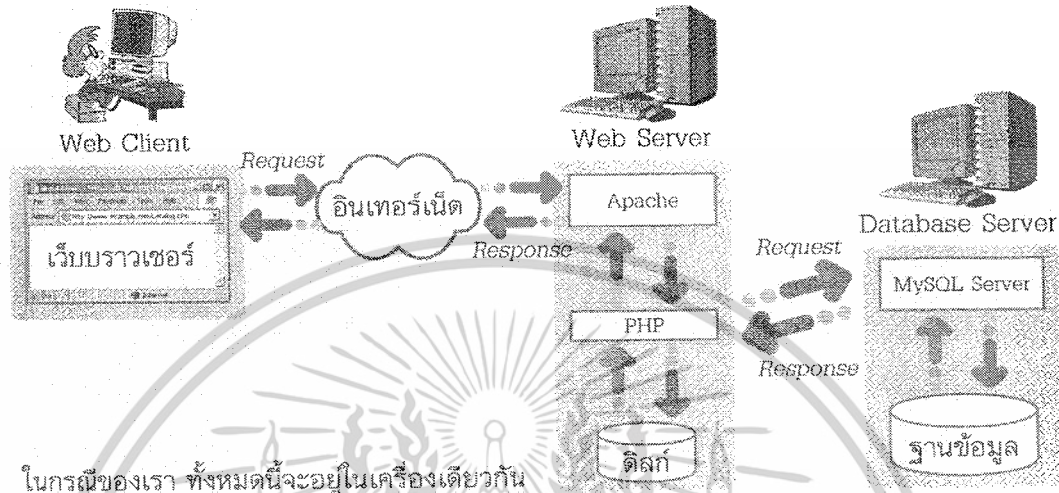 Web Client
Web Server
Database Server
Request
อินเทอร์เน็ต
Response
เว็บบราวเซอร์
Apache
PHP
ดิสก์
Request
Response
MySQL Server
ฐานข้อมูล
ในกรณีของเรา ทั้งหมดนี้จะอยู่ในเครื่องเดียวกัน